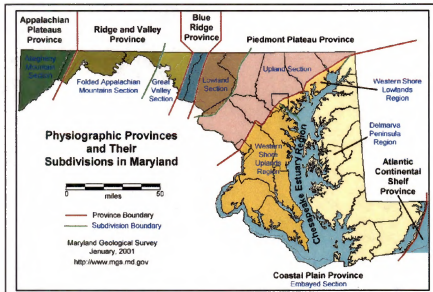 Appalachian
Plateaus
Province
Ridge and Valley
Province
Blue
Ridge
Province
Piedmont Plateau Province
Allegheny
Mountain
Section
Folded Appalachian
Mountains Section
Great
Valley
Section
Lowland
Section
Upland Section
Western Shore
Lowlands
Region
Delmarva
Peninsula
Region
Atlantic
Continental
Shelf
Province
Western
Shore
Uplands
Region
Chesapeake Estuary Region
Physiographic Provinces
and Their
Subdivisions in Maryland
0
50
miles
Province Boundary
Subdivision Boundary
Maryland Geological Survey
January, 2001
http://www.mgs.md.gov
Coastal Plain Province
Embayed Section